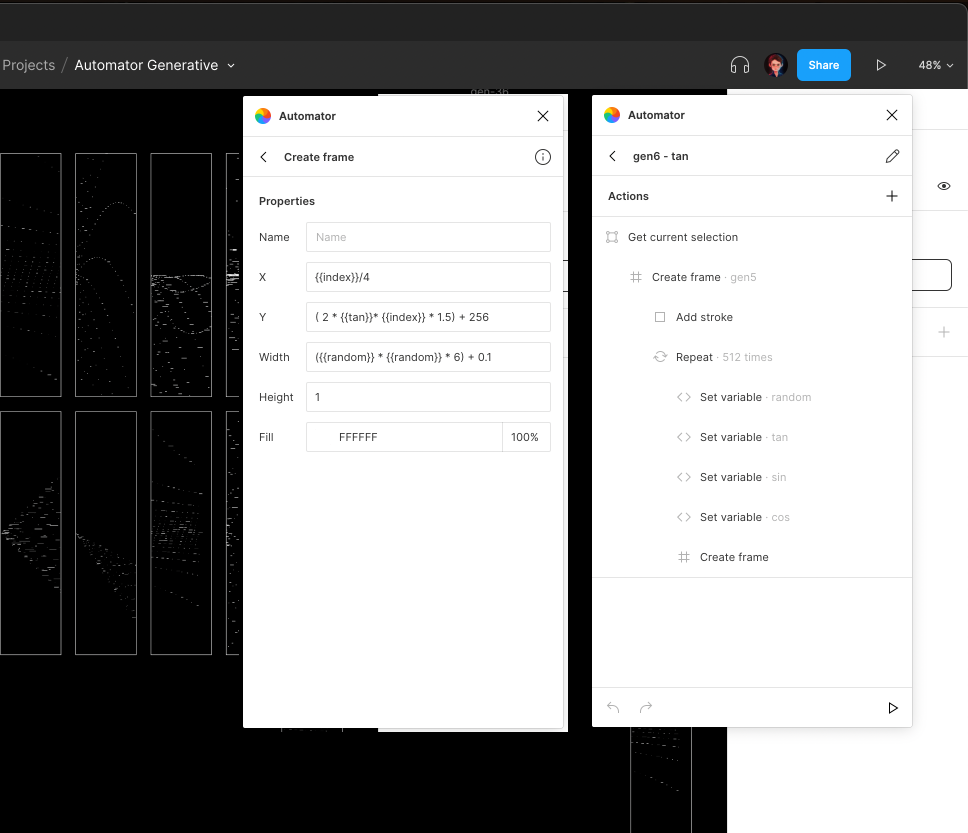 Projects / Automator Generative
Share
48%
gen-36
Automator
Create frame
Properties
Name Name
X {{index}}/4
Y ( 2 * {{tan}}* {{index}} * 1.5) + 256
Width ({{random}} * {{random}} * 6) + 0.1
Height 1
Fill FFFFFF 100%
Automator
gen6 - tan
Actions
Get current selection
Create frame · gen5
Add stroke
Repeat · 512 times
Set variable · random
Set variable · tan
Set variable · sin
Set variable · cos
Create frame